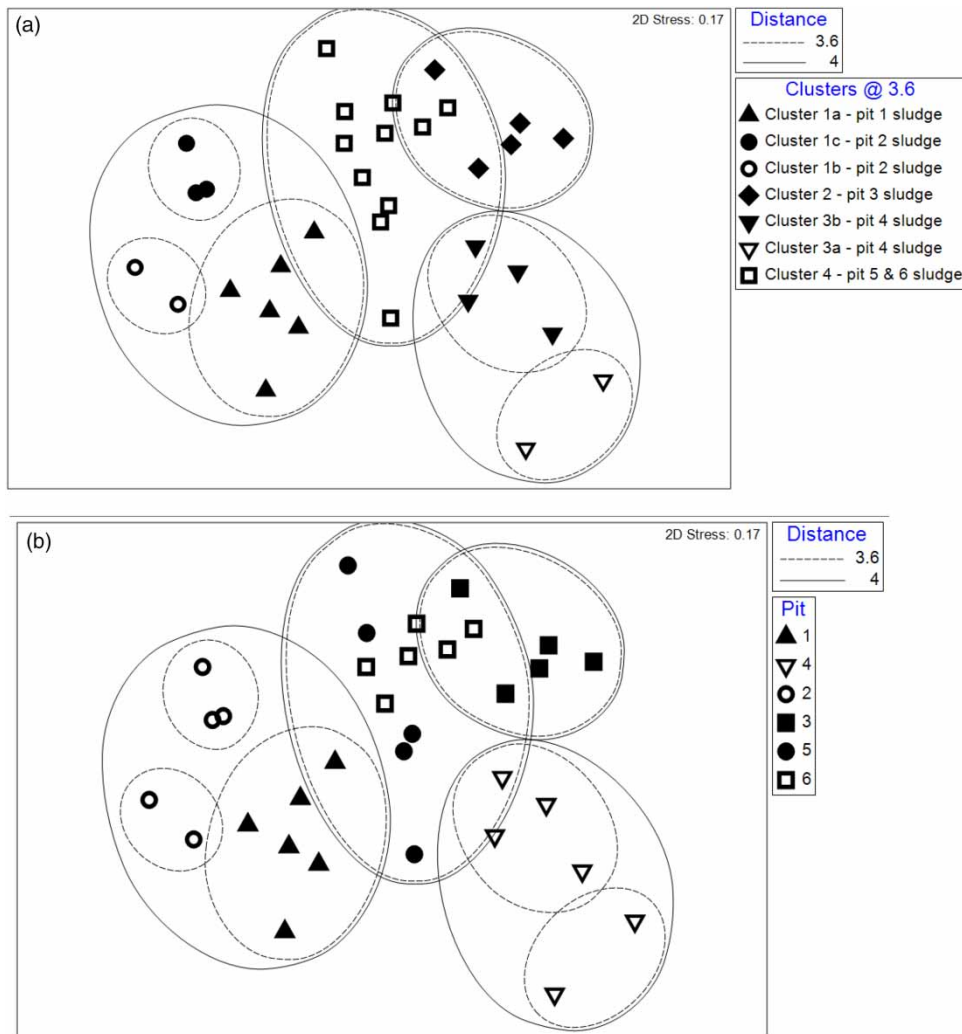 (a)
2D Stress: 0.17
Distance
3.6
4
Clusters @ 3.6
Cluster 1a - pit 1 sludge
Cluster 1c - pit 2 sludge
Cluster 1b - pit 2 sludge
Cluster 2 - pit 3 sludge
Cluster 3b - pit 4 sludge
Cluster 3a - pit 4 sludge
Cluster 4 - pit 5 & 6 sludge
(b)
2D Stress: 0.17
Distance
3.6
4
Pit
1
4
2
3
5
6